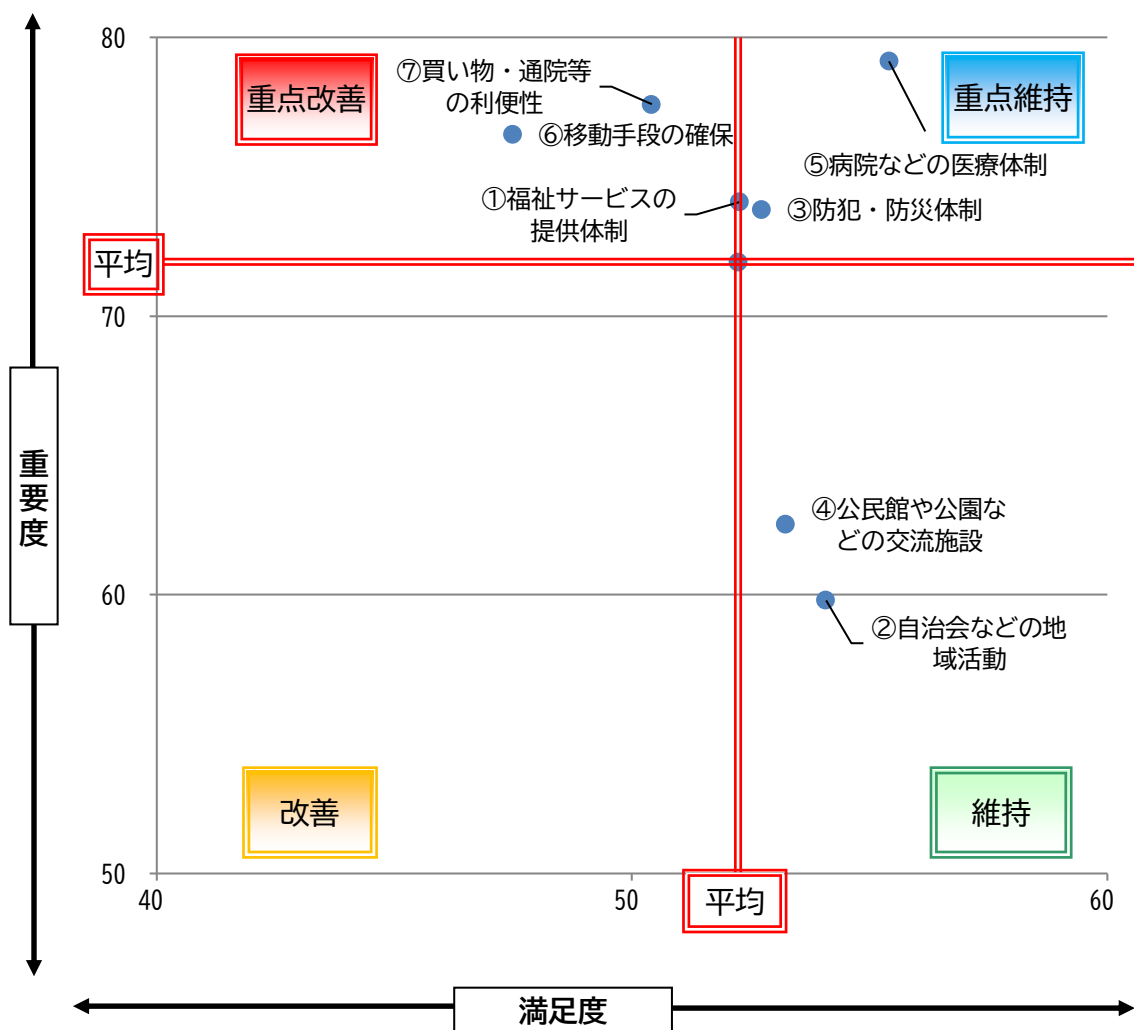 80
重点改善
⑦買い物・通院等
の利便性
重点維持
⑥移動手段の確保
⑤病院などの医療体制
①福祉サービスの
提供体制
③防犯・防災体制
平均
70
重要度
④公民館や公園な
どの交流施設
60
②自治会などの地
域活動
改善
維持
50
40
50
平均
60
満足度